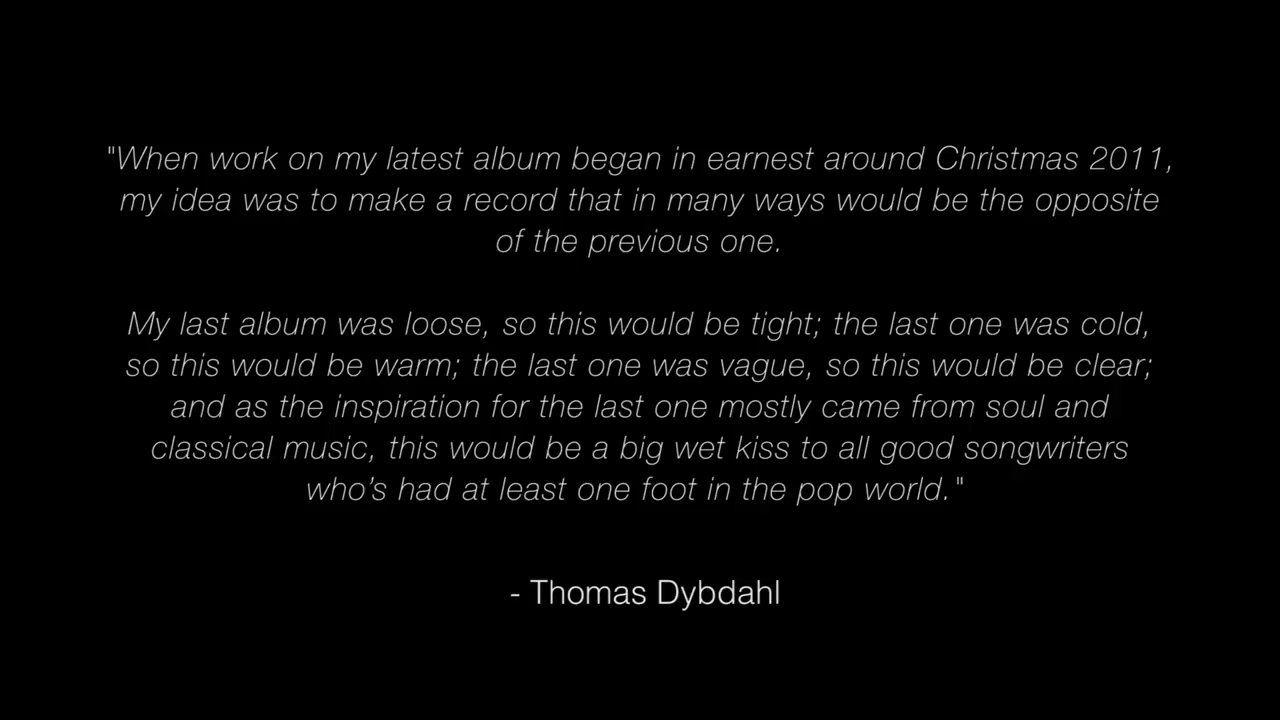 "When work on my latest album began in earnest around Christmas 2011,
my idea was to make a record that in many ways would be the opposite
of the previous one.
My last album was loose, so this would be tight; the last one was cold,
so this would be warm; the last one was vague, so this would be clear;
and as the inspiration for the last one mostly came from soul and
classical music, this would be a big wet kiss to all good songwriters
who’s had at least one foot in the pop world."
- Thomas Dybdahl